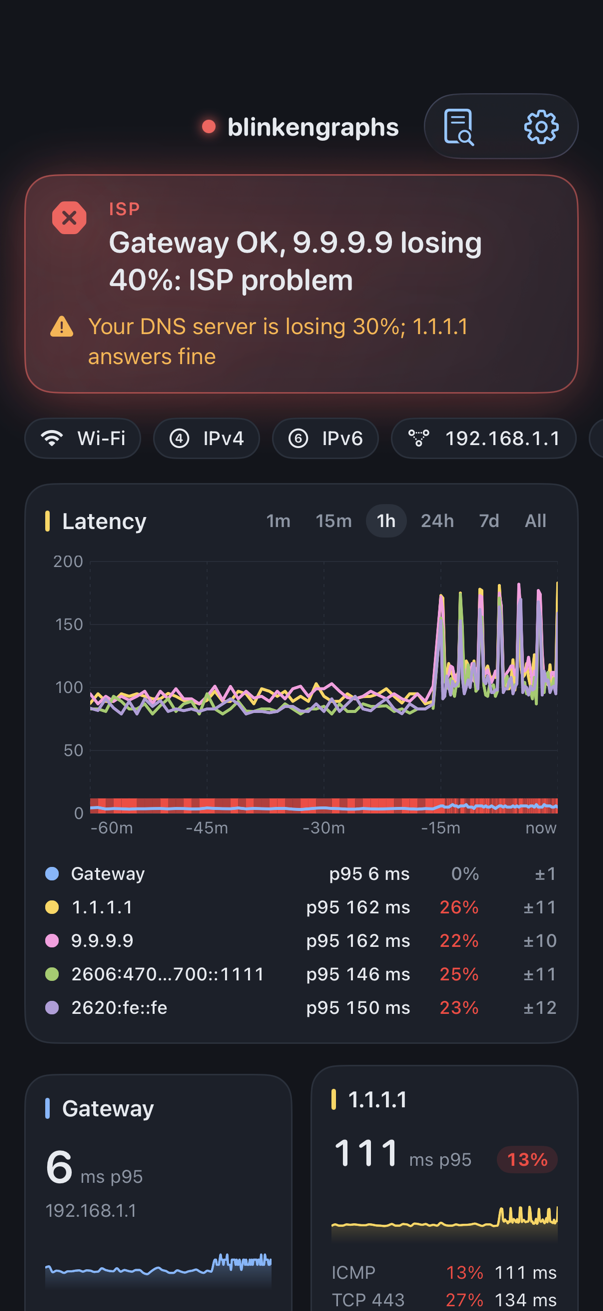 blinkengraphs
ISP
Gateway OK, 9.9.9.9 losing
40%: ISP problem
Your DNS server is losing 30%; 1.1.1.1
answers fine
Wi-Fi
4 IPv4
6 IPv6
192.168.1.1
Latency
1m 15m 1h 24h 7d All
200
150
100
50
0
-60m -45m -30m -15m now
Gateway p95 6 ms 0% ±1
1.1.1.1 p95 162 ms 26% ±11
9.9.9.9 p95 162 ms 22% ±10
2606:470...700::1111 p95 146 ms 25% ±11
2620:fe::fe p95 150 ms 23% ±12
Gateway
6 ms p95
192.168.1.1
1.1.1.1
111 ms p95 13%
ICMP 13% 111 ms
TCP 443 27% 134 ms